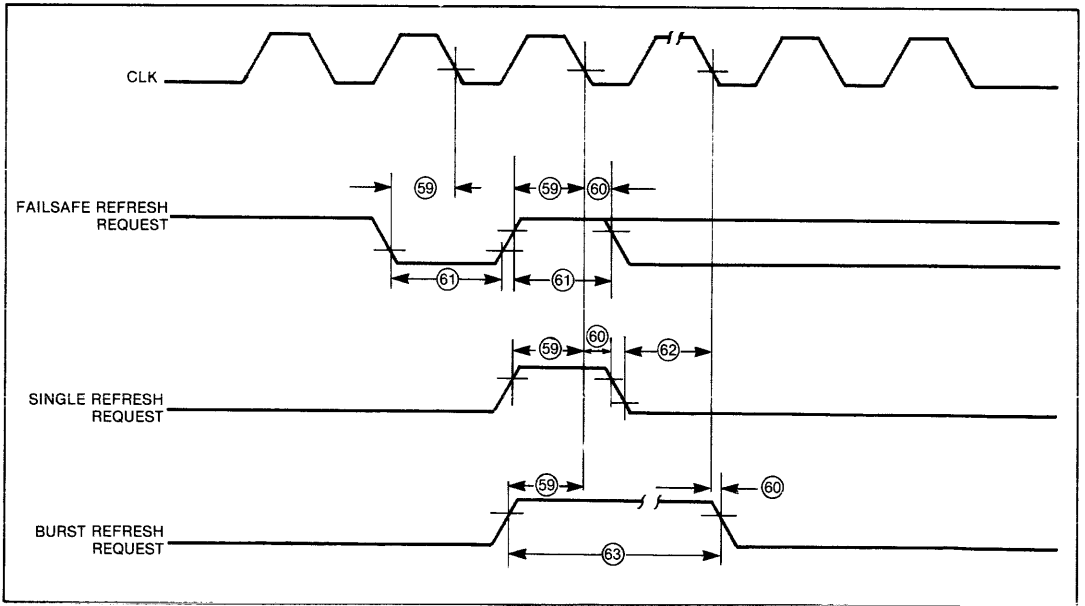 CLK
59 59 60
FAILSAFE REFRESH
REQUEST
61 61
60
59 62
SINGLE REFRESH
REQUEST
59 60
BURST REFRESH
REQUEST
63